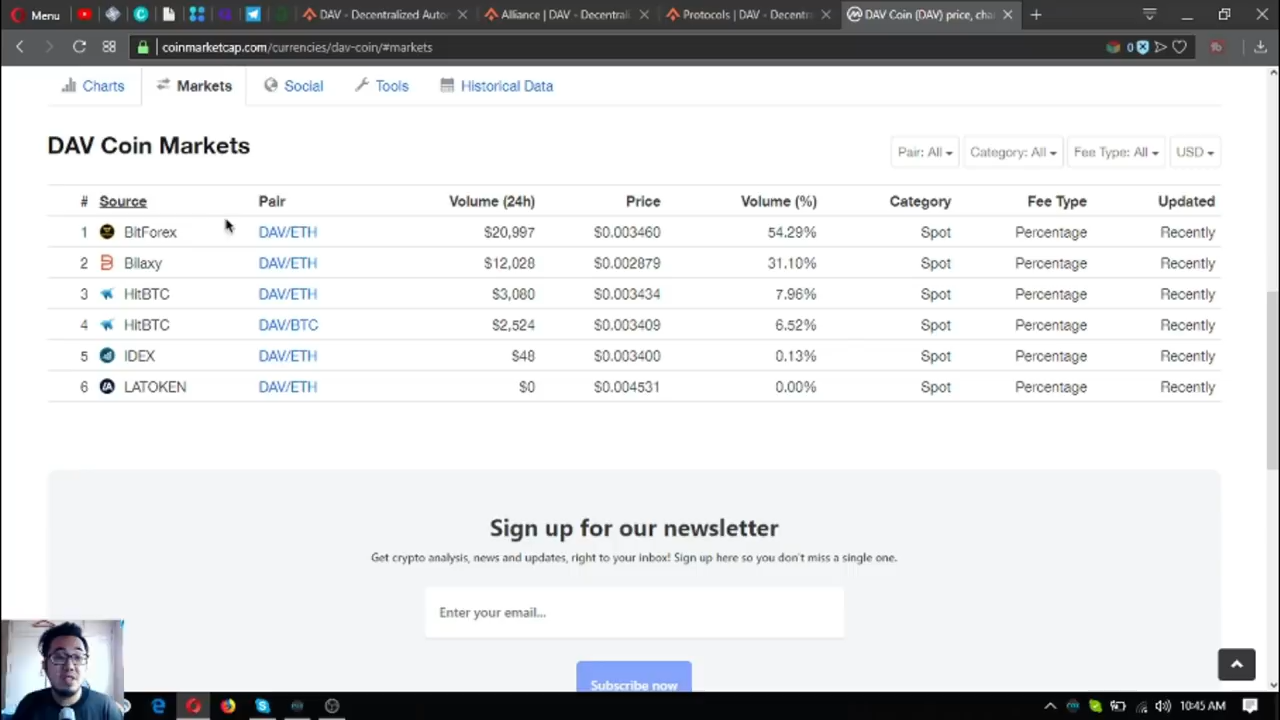 Menu DAV - Decentralized Auto Alliance | DAV - Decentrali Protocols | DAV - Decentr DAV Coin (DAV) price, cha
coinmarketcap.com/currencies/dav-coin/#markets 0
Charts Markets Social Tools Historical Data
DAV Coin Markets
Pair: All Category: All Fee Type: All USD
# Source Pair Volume (24h) Price Volume (%) Category Fee Type Updated
1 BitForex DAV/ETH $20,997 $0.003460 54.29% Spot Percentage Recently
2 Bilaxy DAV/ETH $12,028 $0.002879 31.10% Spot Percentage Recently
3 HitBTC DAV/ETH $3,080 $0.003434 7.96% Spot Percentage Recently
4 HitBTC DAV/BTC $2,524 $0.003409 6.52% Spot Percentage Recently
5 IDEX DAV/ETH $48 $0.003400 0.13% Spot Percentage Recently
6 LATOKEN DAV/ETH $0 $0.004531 0.00% Spot Percentage Recently
Sign up for our newsletter
Get crypto analysis, news and updates, right to your inbox! Sign up here so you don't miss a single one.
Enter your email...
Subscribe now
10:45 AM